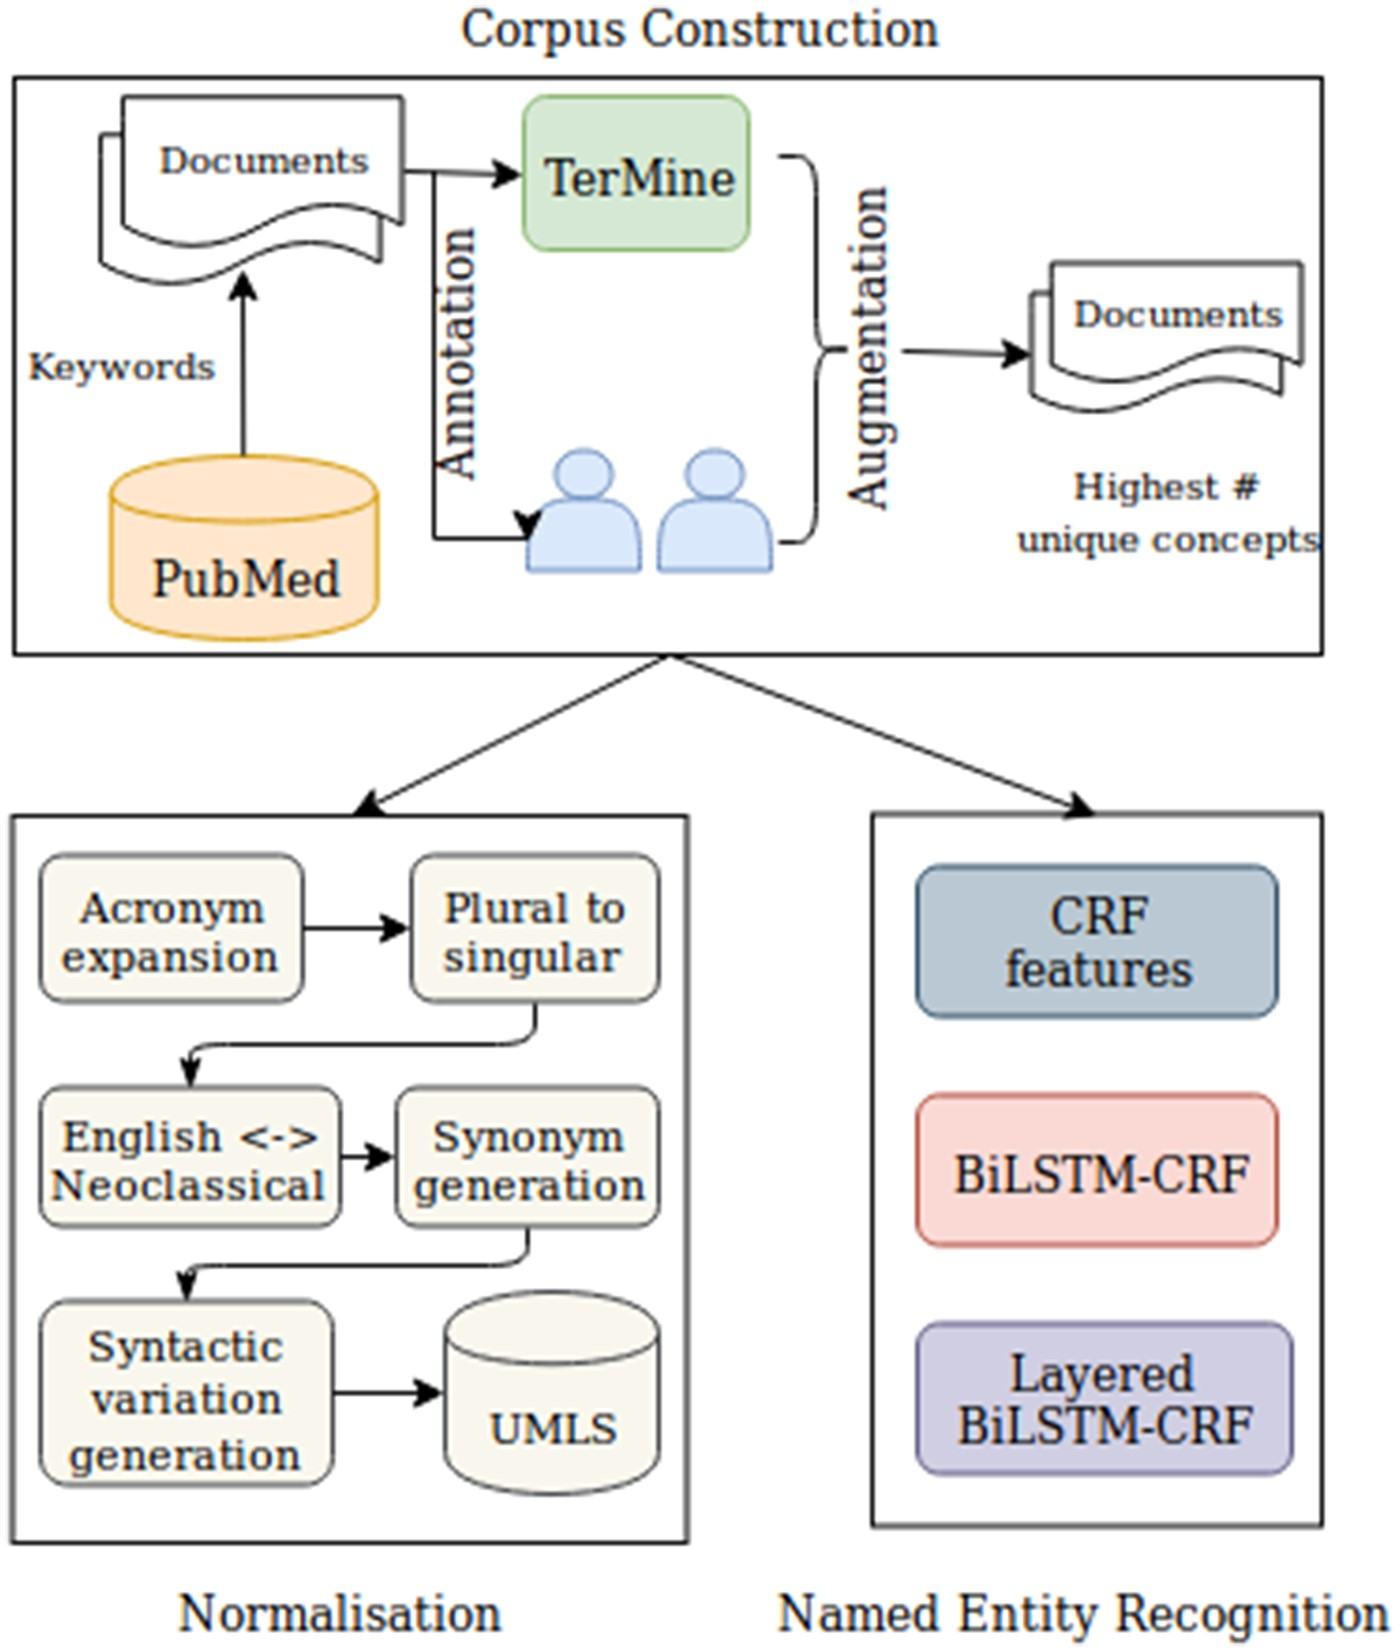 Corpus Construction
Documents
TerMine
Annotation
Augmentation
Documents
Keywords
Highest #
unique concepts
PubMed
Acronym
expansion
Plural to
singular
English <->
Neoclassical
Synonym
generation
Syntactic
variation
generation
UMLS
Normalisation
CRF
features
BiLSTM-CRF
Layered
BiLSTM-CRF
Named Entity Recognition